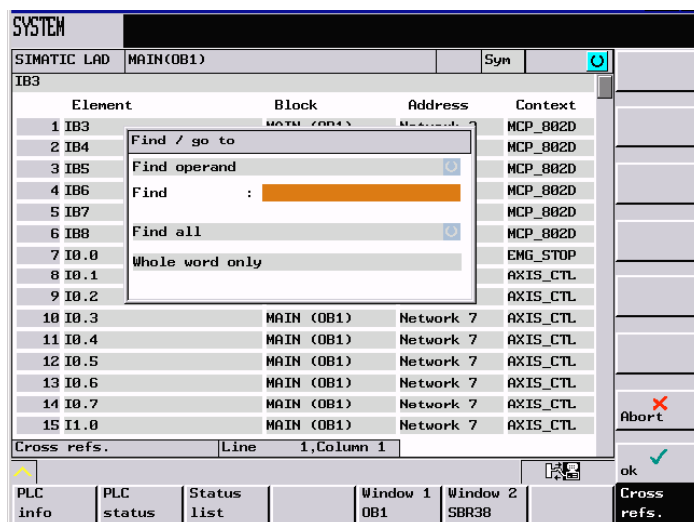 SYSTEM
SIMATIC LAD MAIN(OB1) Sym
IB3
Element Block Address Context
1 IB3 MCP_802D
2 IB4 MCP_802D
3 IB5 MCP_802D
4 IB6 MCP_802D
5 IB7 MCP_802D
6 IB8 MCP_802D
7 I0.0 EMG_STOP
8 I0.1 AXIS_CTL
9 I0.2 AXIS_CTL
Find / go to
Find operand
Find :
Find all
Whole word only
10 I0.3 MAIN (OB1) Network 7 AXIS_CTL
11 I0.4 MAIN (OB1) Network 7 AXIS_CTL
12 I0.5 MAIN (OB1) Network 7 AXIS_CTL
13 I0.6 MAIN (OB1) Network 7 AXIS_CTL
14 I0.7 MAIN (OB1) Network 7 AXIS_CTL
15 I1.0 MAIN (OB1) Network 7 AXIS_CTL
Abort
Cross refs. Line 1,Column 1
ok
PLC info
PLC status
Status list
Window 1 OB1
Window 2 SBR38
Cross refs.